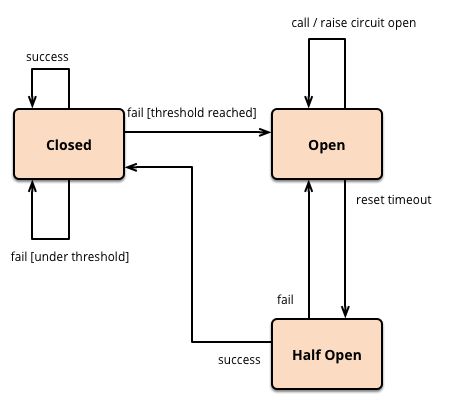 call / raise circuit open
success
fail [threshold reached]
Closed
Open
reset timeout
fail [under threshold]
fail
Half Open
success